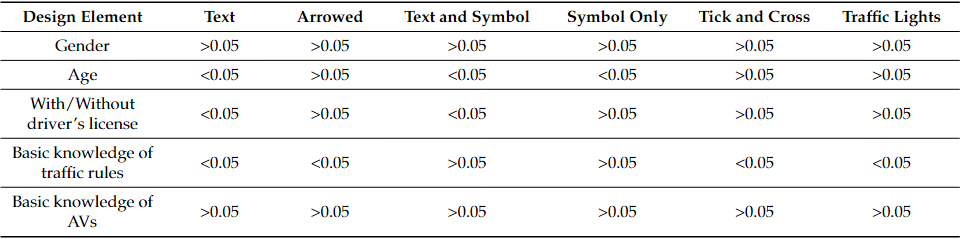 Design Element Text Arrowed Text and Symbol Symbol Only Tick and Cross Traffic Lights
Gender >0.05 >0.05 >0.05 >0.05 >0.05 >0.05
Age <0.05 >0.05 <0.05 <0.05 >0.05 >0.05
With/Without
driver's license <0.05 >0.05 <0.05 >0.05 >0.05 >0.05
Basic knowledge of
traffic rules <0.05 <0.05 >0.05 >0.05 <0.05 <0.05
Basic knowledge of
AVs >0.05 >0.05 >0.05 >0.05 >0.05 >0.05